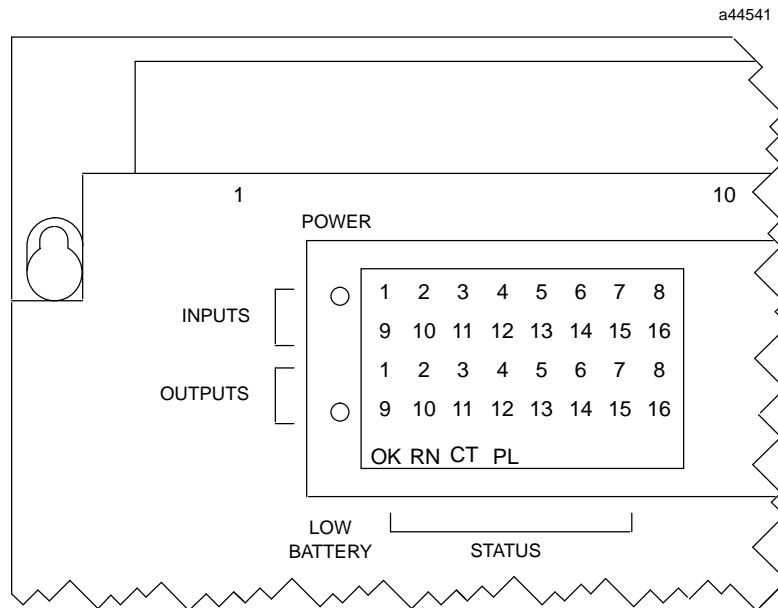 a44541
1 10
POWER
INPUTS
1 2 3 4 5 6 7 8
9 10 11 12 13 14 15 16
OUTPUTS
1 2 3 4 5 6 7 8
9 10 11 12 13 14 15 16
OK RN CT PL
LOW
BATTERY
STATUS